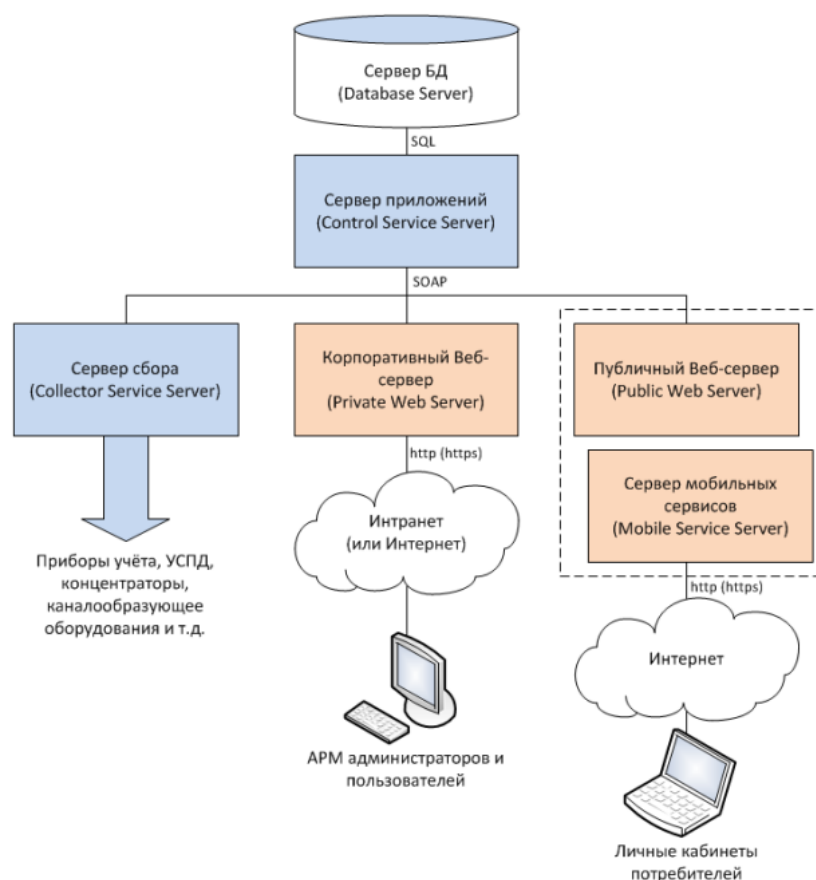 Сервер БД
(Database Server)
SQL
Сервер приложений
(Control Service Server)
SOAP
Сервер сбора
(Collector Service Server)
Корпоративный Веб-
сервер
(Private Web Server)
Публичный Веб-сервер
(Public Web Server)
http (https)
Сервер мобильных
сервисов
(Mobile Service Server)
Интранет
(или Интернет)
Приборы учёта, УСПД,
концентраторы,
каналообразующее
оборудования и т.д.
http (https)
Интернет
АРМ администраторов и
пользователей
Личные кабинеты
потребителей